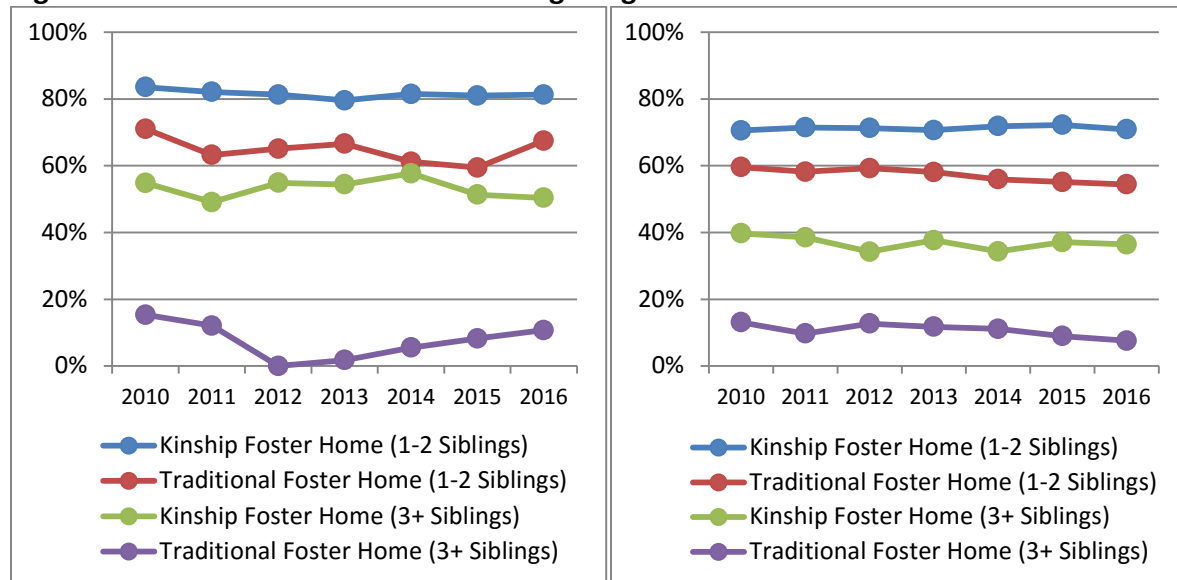 100%
80%
60%
40%
20%
0%
2010 2011 2012 2013 2014 2015 2016
Kinship Foster Home (1-2 Siblings)
Traditional Foster Home (1-2 Siblings)
Kinship Foster Home (3+ Siblings)
Traditional Foster Home (3+ Siblings)
100%
80%
60%
40%
20%
0%
2010 2011 2012 2013 2014 2015 2016
Kinship Foster Home (1-2 Siblings)
Traditional Foster Home (1-2 Siblings)
Kinship Foster Home (3+ Siblings)
Traditional Foster Home (3+ Siblings)